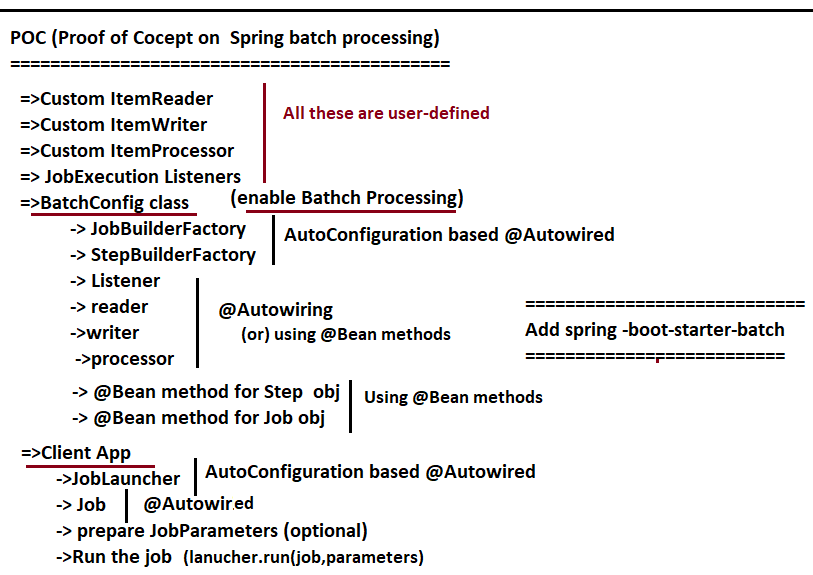 POC (Proof of Cocept on Spring batch processing)
============================================
=>Custom ItemReader
=>Custom ItemWriter
=>Custom ItemProcessor
=> JobExecution Listeners
All these are user-defined
=>BatchConfig class (enable Bathch Processing)
-> JobBuilderFactory
-> StepBuilderFactory
AutoConfiguration based @Autowired
-> Listener
-> reader
->writer
->processor
@Autowiring
(or) using @Bean methods
============================
Add spring -boot-starter-batch
==========================
-> @Bean method for Step obj
-> @Bean method for Job obj
Using @Bean methods
=>Client App
->JobLauncher
AutoConfiguration based @Autowired
-> Job
@Autowired
-> prepare JobParameters (optional)
->Run the job (lanucher.run(job,parameters)